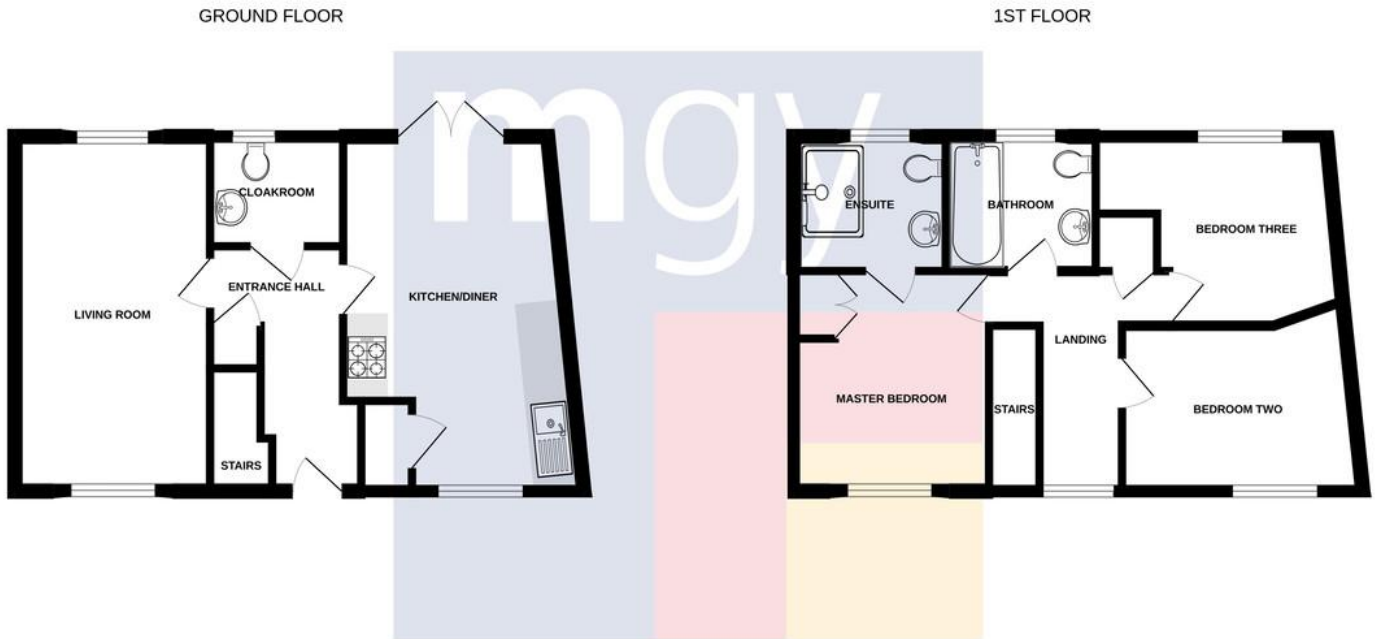 GROUND FLOOR
1ST FLOOR
mgy
CLOAKROOM
ENTRANCE HALL
LIVING ROOM
KITCHEN/DINER
STAIRS
ENSUITE
BATHROOM
BEDROOM THREE
LANDING
MASTER BEDROOM
STAIRS
BEDROOM TWO